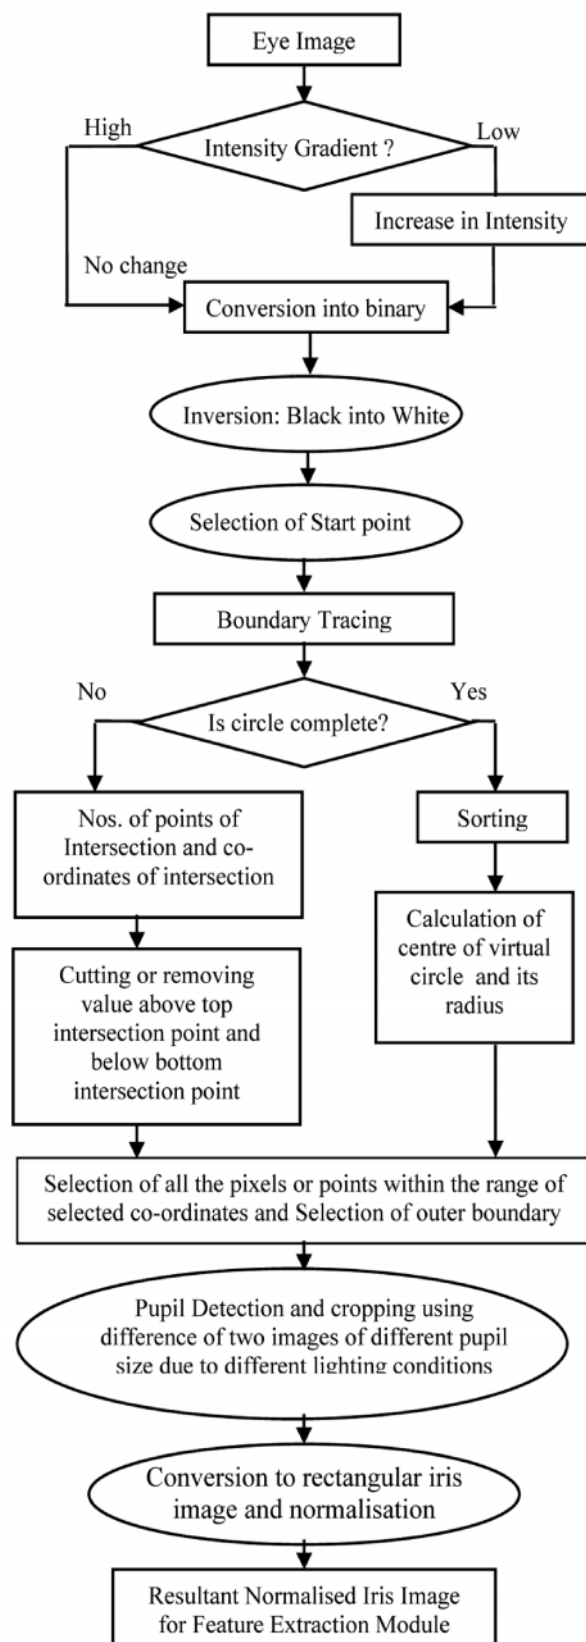 Eye Image
High
Low
Intensity Gradient ?
Increase in Intensity
No change
Conversion into binary
Inversion: Black into White
Selection of Start point
Boundary Tracing
No
Yes
Is circle complete?
Nos. of points of
Intersection and co-
ordinates of intersection
Sorting
Cutting or removing
value above top
intersection point and
below bottom
intersection point
Calculation of
centre of virtual
circle and its
radius
Selection of all the pixels or points within the range of
selected co-ordinates and Selection of outer boundary
Pupil Detection and cropping using
difference of two images of different pupil
size due to different lighting conditions
Conversion to rectangular iris
image and normalisation
Resultant Normalised Iris Image
for Feature Extraction Module